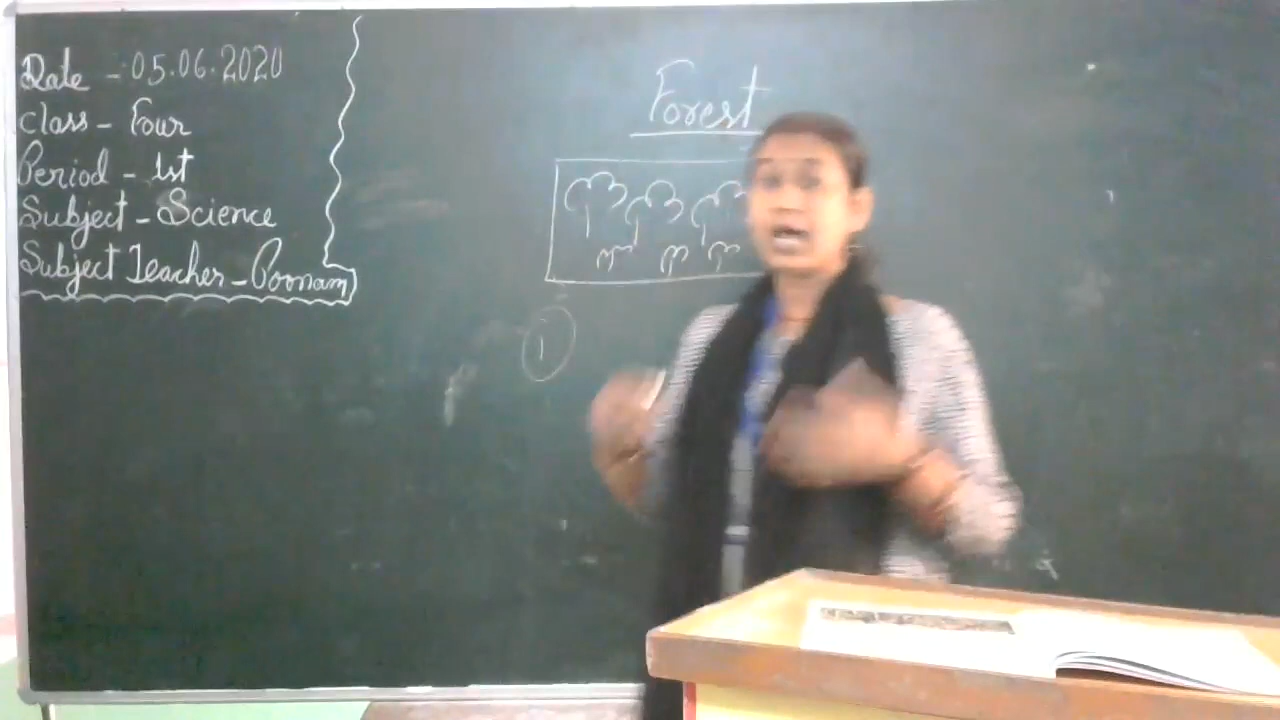 Date - 05.06.2020
Class - Four
Period - 1st
Subject - Science
Subject Teacher - Poonam
Forest
1